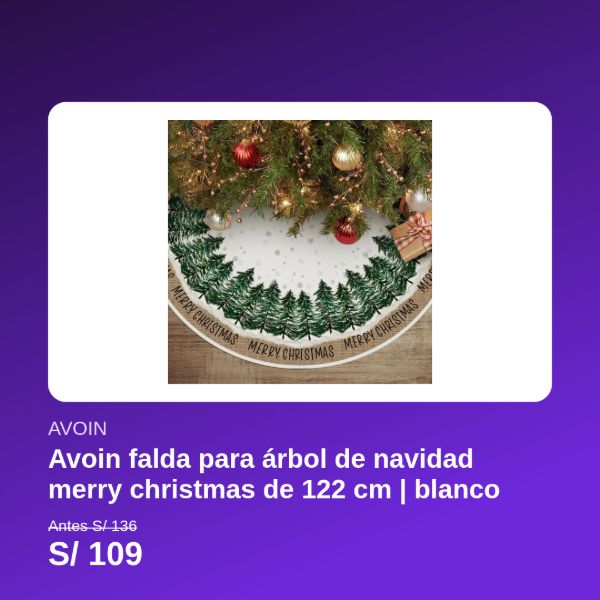 MERRY CHRISTMAS
MERRY CHRISTMAS
MERRY CHRISTMAS
AVOIN
Avoin falda para árbol de navidad
merry christmas de 122 cm | blanco
Antes S/ 136
S/ 109